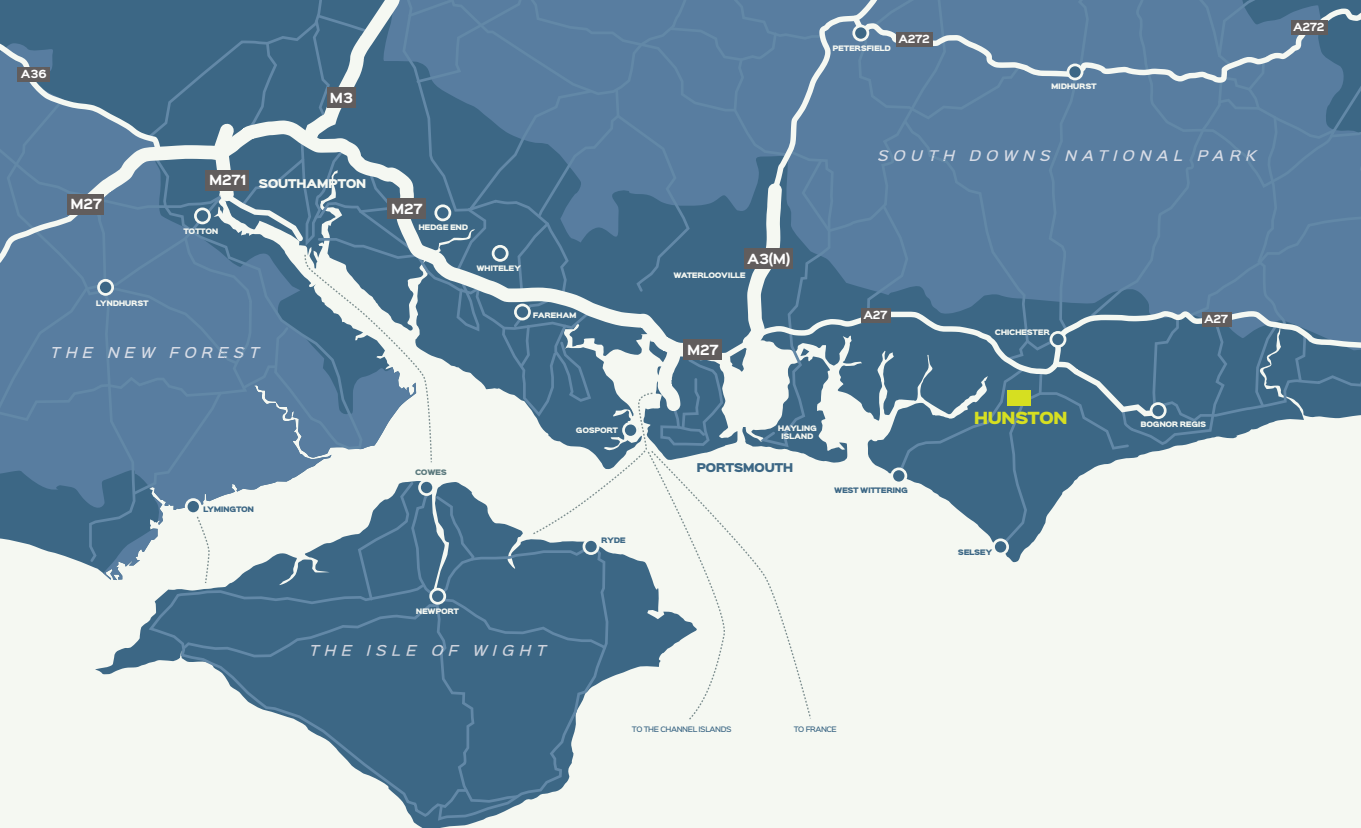 A272
A272
PETERSFIELD
A36
MIDHURST
M3
SOUTH DOWNS NATIONAL PARK
M271
SOUTHAMPTON
M27
M27
HEDGE END
TOTTON
A3(M)
WHITELEY
WATERLOOVILLE
LYNDHURST
FAREHAM
A27
A27
CHICHESTER
THE NEW FOREST
M27
HUNSTON
BOGNOR REGIS
GOSPORT
HAYLING
ISLAND
PORTSMOUTH
COWES
WEST WITTERING
LYMINGTON
RYDE
SELSEY
NEWPORT
THE ISLE OF WIGHT
TO THE CHANNEL ISLANDS
TO FRANCE